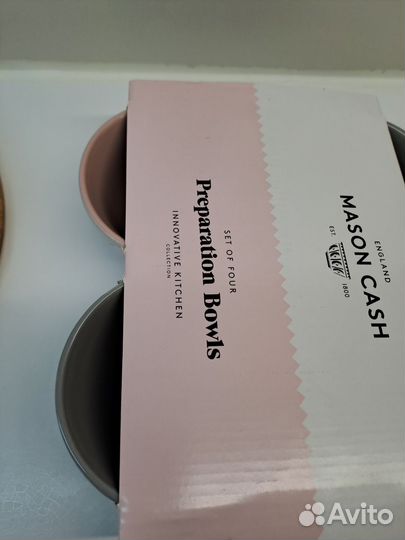 ENGLAND
MASON CASH
EST. 1800
SET OF FOUR
Preparation Bowls
INNOVATIVE KITCHEN
COLLECTION
Avito